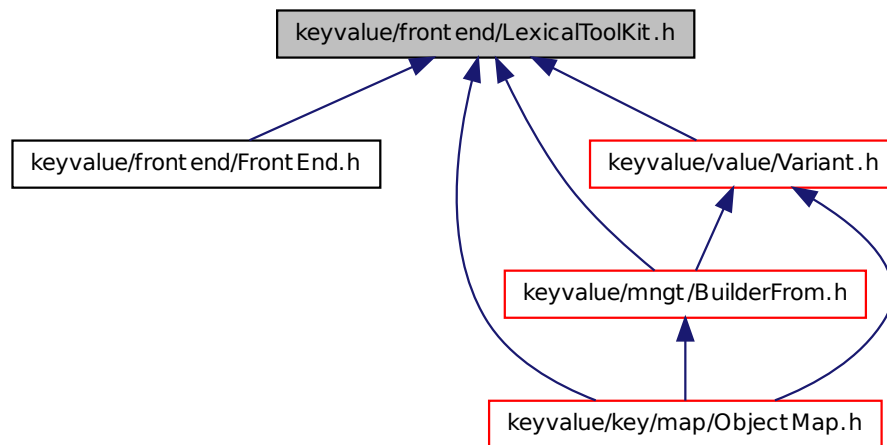 keyvalue/frontend/LexicalToolKit.h
keyvalue/frontend/FrontEnd.h
keyvalue/value/Variant.h
keyvalue/mngt/BuilderFrom.h
keyvalue/key/map/ObjectMap.h